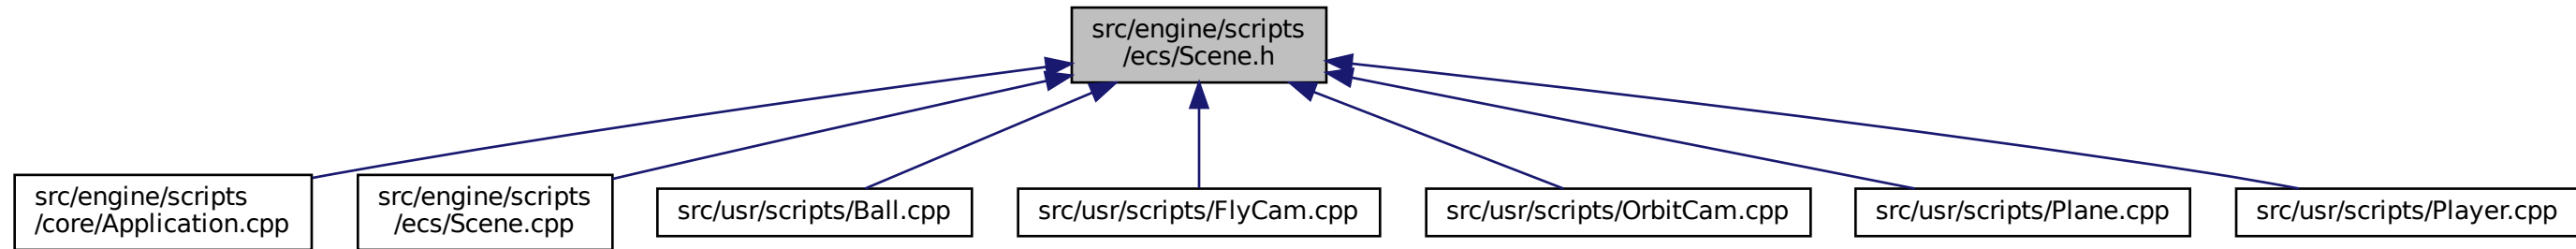 src/engine/scripts
/ecs/Scene.h
src/engine/scripts
/core/Application.cpp
src/engine/scripts
/ecs/Scene.cpp
src/usr/scripts/Ball.cpp
src/usr/scripts/FlyCam.cpp
src/usr/scripts/OrbitCam.cpp
src/usr/scripts/Plane.cpp
src/usr/scripts/Player.cpp